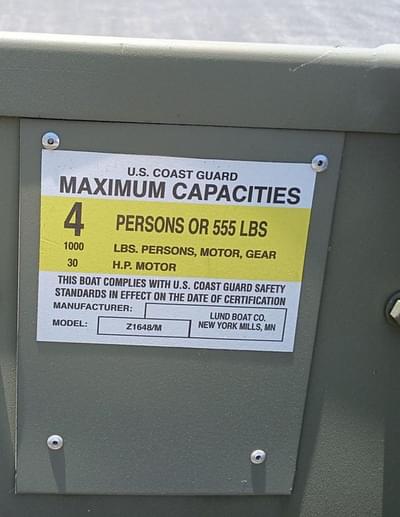 U.S. COAST GUARD
MAXIMUM CAPACITIES
4 PERSONS OR 555 LBS
1000 LBS. PERSONS, MOTOR, GEAR
30 H.P. MOTOR
THIS BOAT COMPLIES WITH U.S. COAST GUARD SAFETY
STANDARDS IN EFFECT ON THE DATE OF CERTIFICATION
MANUFACTURER: LUND BOAT CO.
MODEL: Z1648/M NEW YORK MILLS, MN